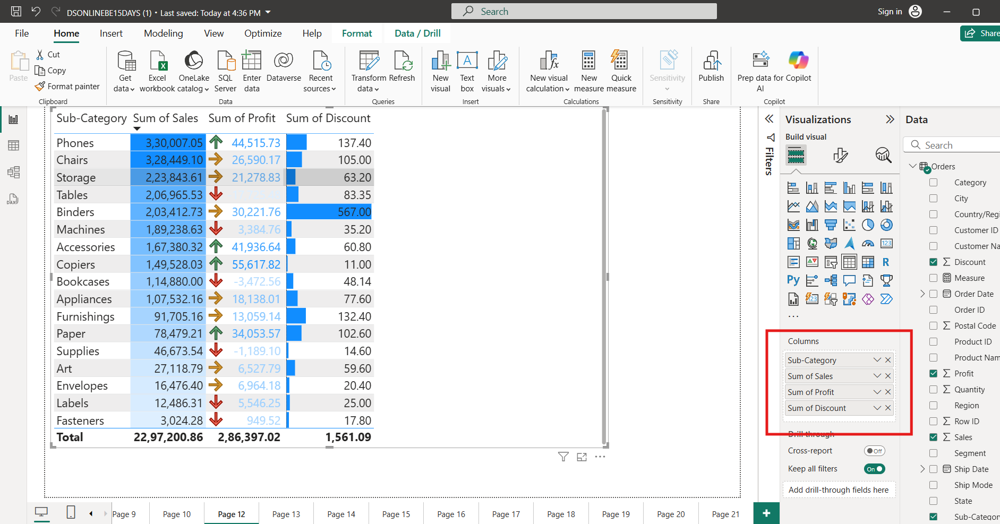 DSONLINEBE15DAYS (1) • Last saved: Today at 4:36 PM
Search
Sign in
File Home Insert Modeling View Optimize Help Format Data / Drill
Share
Paste
Cut
Copy
Format painter
Clipboard
Get data
Excel workbook
OneLake catalog
SQL Server
Enter data
Dataverse
Recent sources
Data
Transform data
Refresh
Queries
New visual
Text box
More visuals
Insert
New visual calculation
New measure
Quick measure
Calculations
Sensitivity
Sensitivity
Publish
Share
Prep data for AI
Copilot
Copilot
Sub-Category Sum of Sales Sum of Profit Sum of Discount
Phones 3,30,007.05 44,515.73 137.40
Chairs 3,28,449.10 26,590.17 105.00
Storage 2,23,843.61 21,278.83 63.20
Tables 2,06,965.53 83.35
Binders 2,03,412.73 30,221.76 567.00
Machines 1,89,238.63 3,384.76 35.20
Accessories 1,67,380.32 41,936.64 60.80
Copiers 1,49,528.03 55,617.82 11.00
Bookcases 1,14,880.00 -3,472.56 48.14
Appliances 1,07,532.16 18,138.01 77.60
Furnishings 91,705.16 13,059.14 132.40
Paper 78,479.21 34,053.57 102.60
Supplies 46,673.54 -1,189.10 14.60
Art 27,118.79 6,527.79 59.60
Envelopes 16,476.40 6,964.18 20.40
Labels 12,486.31 5,546.25 25.00
Fasteners 3,024.28 949.52 17.80
Total 22,97,200.86 2,86,397.02 1,561.09
Filters
Visualizations
Build visual
123
R
Py
123
...
Columns
Sub-Category
Sum of Sales
Sum of Profit
Sum of Discount
Drill through
Cross-report Off
Keep all filters On
Add drill-through fields here
Data
Search
Orders
Category
City
Country/Regi
Customer ID
Customer Na
Discount
Measure
Order Date
Order ID
Postal Code
Product ID
Product Nam
Profit
Quantity
Region
Row ID
Sales
Segment
Ship Date
Ship Mode
State
Sub-Category
DAX
Page 9 Page 10 Page 12 Page 13 Page 14 Page 15 Page 16 Page 17 Page 18 Page 19 Page 20 Page 21